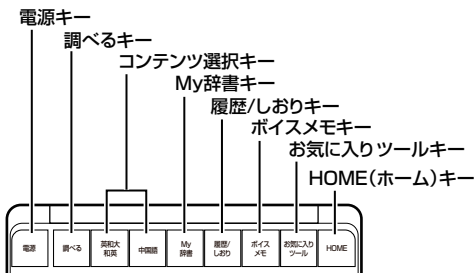 電源キー
調べるキー
コンテンツ選択キー
My辞書キー
履歴/しおりキー
ボイスメモキー
お気に入りツールキー
HOME(ホーム)キー
電源
調べる
英和大
和英
中国語
My
辞書
履歴/
しおり
ボイス
メモ
お気に入り
ツール
HOME